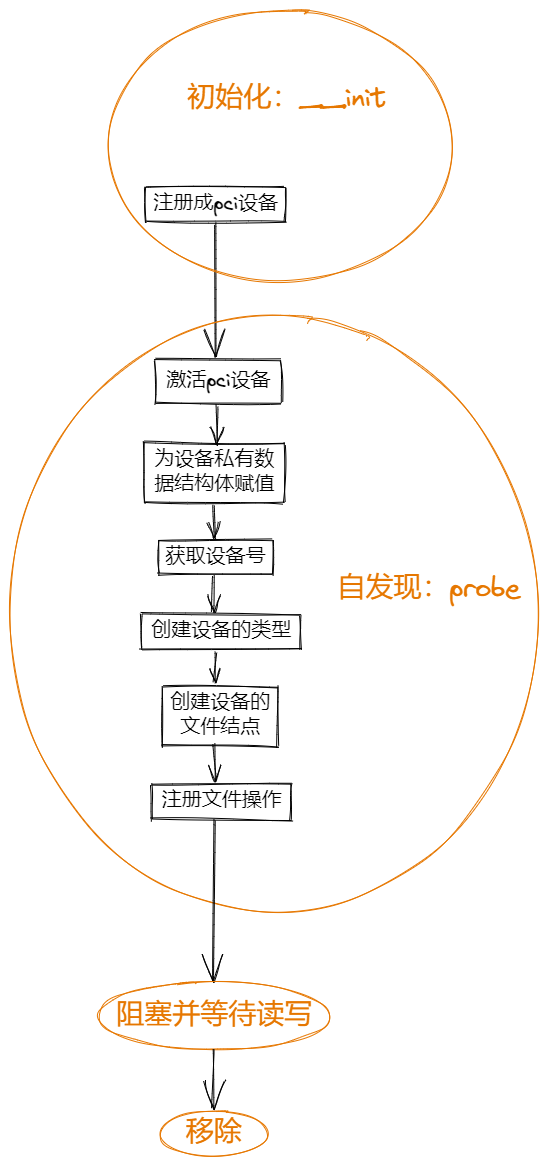 初始化：__init
注册成pci设备
激活pci设备
为设备私有数
据结构体赋值
获取设备号
自发现：probe
创建设备的类型
创建设备的
文件结点
注册文件操作
阻塞并等待读写
移除